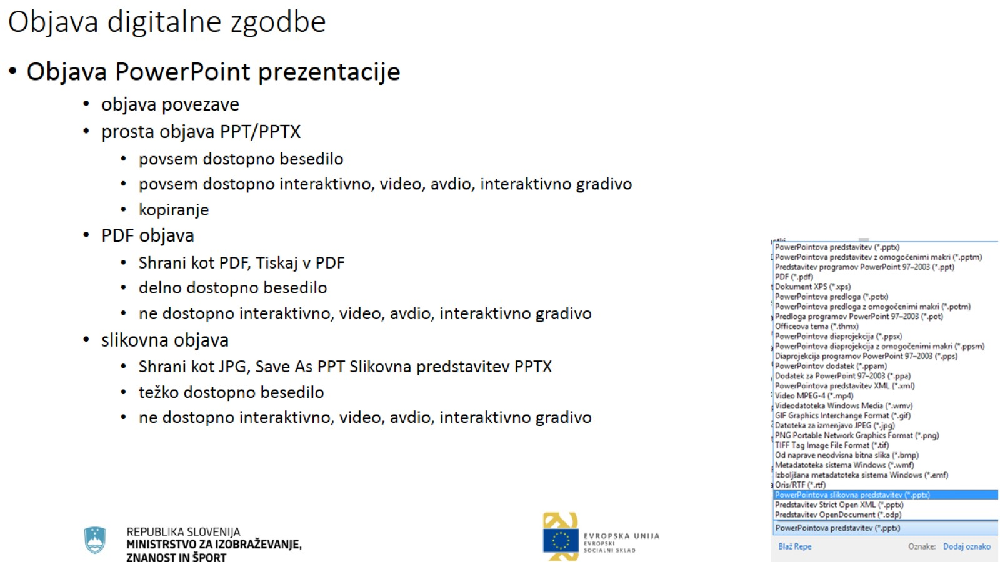 Objava digitalne zgodbe
• Objava PowerPoint prezentacije
• objava povezave
• prosta objava PPT/PPTX
• povsem dostopno besedilo
• povsem dostopno interaktivno, video, avdio, interaktivno gradivo
• kopiranje
• PDF objava
• Shrani kot PDF, Tiskaj v PDF
• delno dostopno besedilo
• ne dostopno interaktivno, video, avdio, interaktivno gradivo
• slikovna objava
• Shrani kot JPG, Save As PPT Slikovna predstavitev PPTX
• težko dostopno besedilo
• ne dostopno interaktivno, video, avdio, interaktivno gradivo
PowerPointova predstavitev (*.pptx)
PowerPointova predstavitev z omogočenimi makri (*.pptm)
Predstavitev programov PowerPoint 97–2003 (*.ppt)
PDF (*.pdf)
Dokument XPS (*.xps)
PowerPointova predloga (*.potx)
PowerPointova predloga z omogočenimi makri (*.potm)
Predloga programov PowerPoint 97–2003 (*.pot)
Officeova tema (*.thmx)
PowerPointova diaprojekcija (*.ppsx)
PowerPointova diaprojekcija z omogočenimi makri (*.ppsm)
Diaprojekcija programov PowerPoint 97–2003 (*.pps)
PowerPointov dodatek (*.ppam)
Dodatek za PowerPoint 97–2003 (*.ppa)
PowerPointova predstavitev XML (*.xml)
Video MPEG-4 (*.mp4)
Videodatoteka Windows Media (*.wmv)
GIF Graphics Interchange Format (*.gif)
Datoteka za izmenjavo JPEG (*.jpg)
PNG Portable Network Graphics Format (*.png)
TIFF Tag Image File Format (*.tif)
Od naprave neodvisna bitna slika (*.bmp)
Metadatoteka sistema Windows (*.wmf)
Izboljšana metadatoteka sistema Windows (*.emf)
Oris/RTF (*.rtf)
PowerPointova slikovna predstavitev (*.pptx)
Predstavitev Strict Open XML (*.pptx)
Predstavitev OpenDocument (*.odp)
PowerPointova predstavitev (*.pptx)
Blaž Repe Oznake: Dodaj oznako
REPUBLIKA SLOVENIJA
MINISTRSTVO ZA IZOBRAŽEVANJE,
ZNANOST IN ŠPORT
EVROPSKA UNIJA
EVROPSKI
SOCIALNI SKLAD